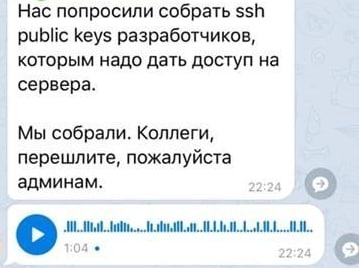 Нас попросили собрать ssh
public keys разработчиков,
которым надо дать доступ на
сервера.
Мы собрали. Коллеги,
перешлите, пожалуйста
админам.
22:24
1:04
22:24